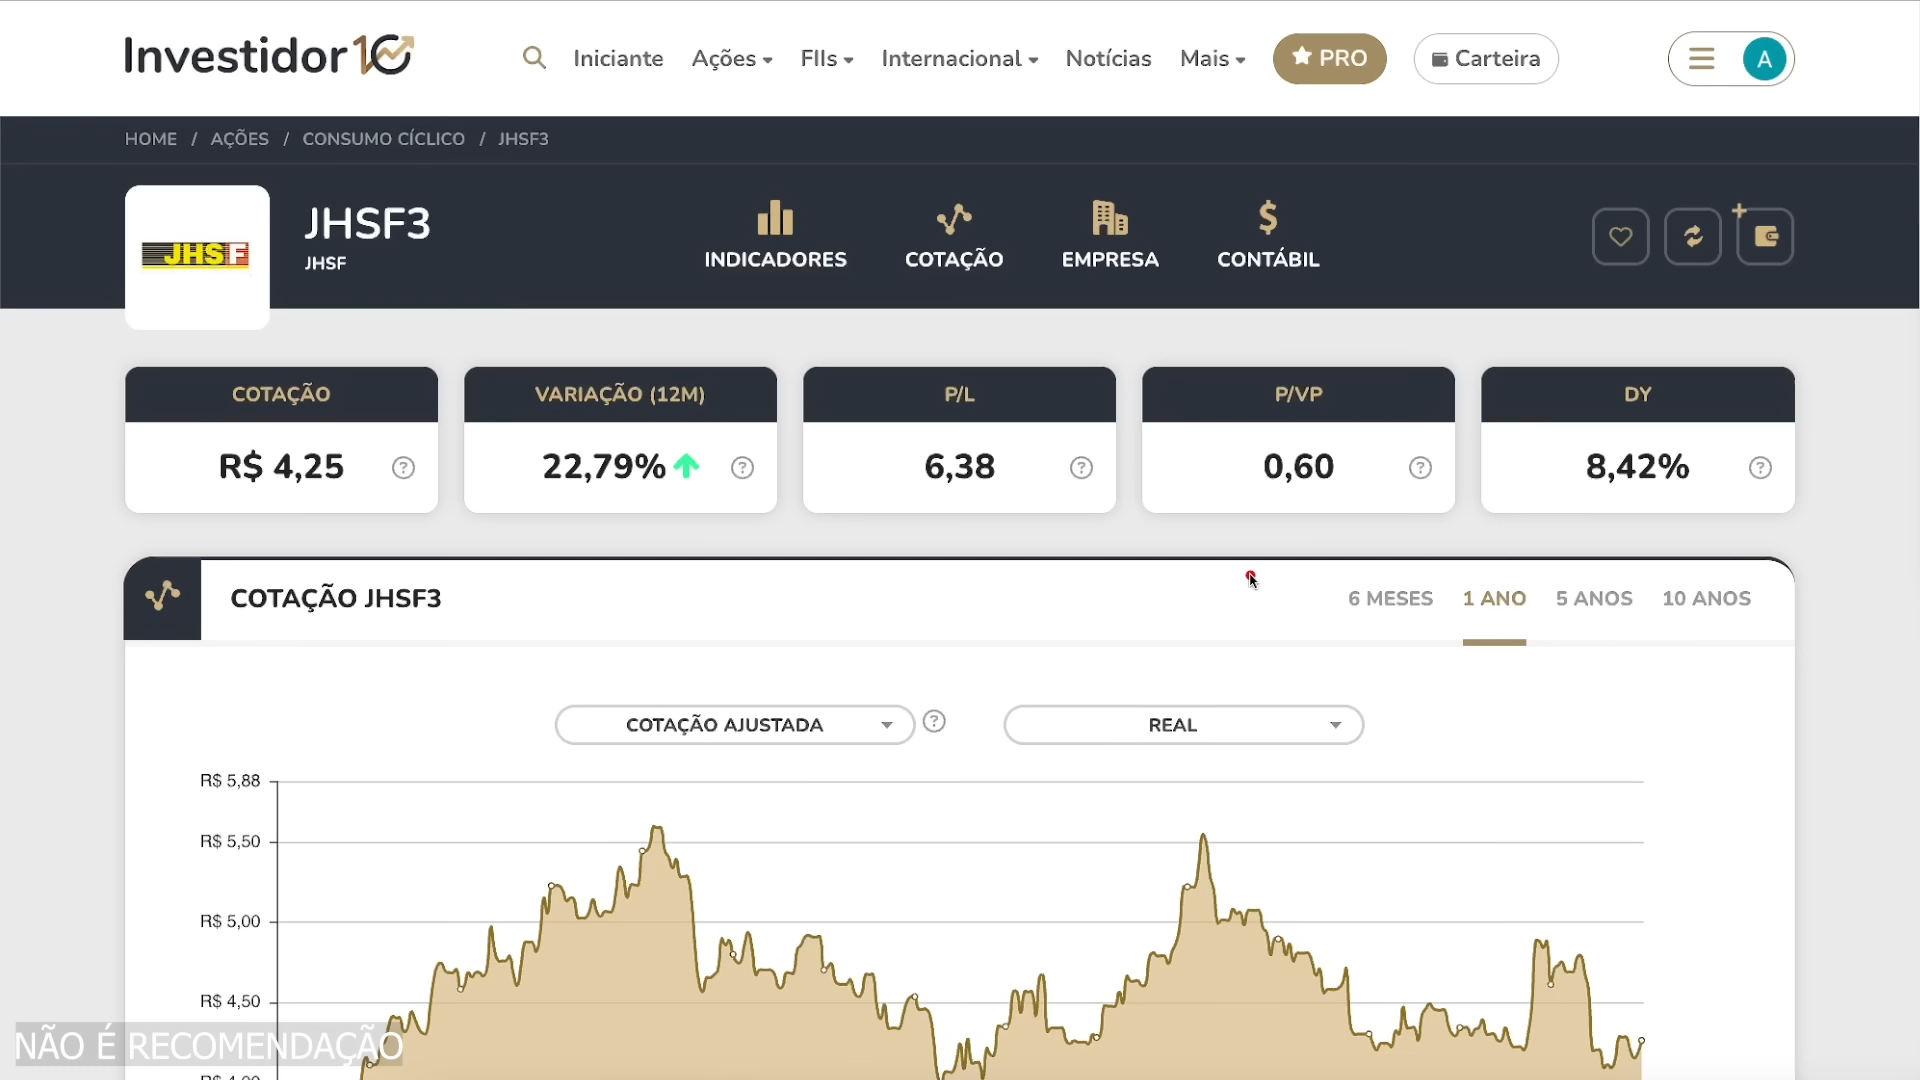 Investidor10
Iniciante Ações FIIs Internacional Notícias Mais PRO Carteira A
HOME / AÇÕES / CONSUMO CÍCLICO / JHSF3
JHSF
JHSF3
JHSF
INDICADORES COTAÇÃO EMPRESA CONTÁBIL
COTAÇÃO VARIAÇÃO (12M) P/L P/VP DY
R$ 4,25 ? 22,79% ? 6,38 ? 0,60 ? 8,42% ?
COTAÇÃO JHSF3 6 MESES 1 ANO 5 ANOS 10 ANOS
COTAÇÃO AJUSTADA ? REAL
R$ 5,88
R$ 5,50
R$ 5,00
R$ 4,50
NÃO É RECOMENDAÇÃO